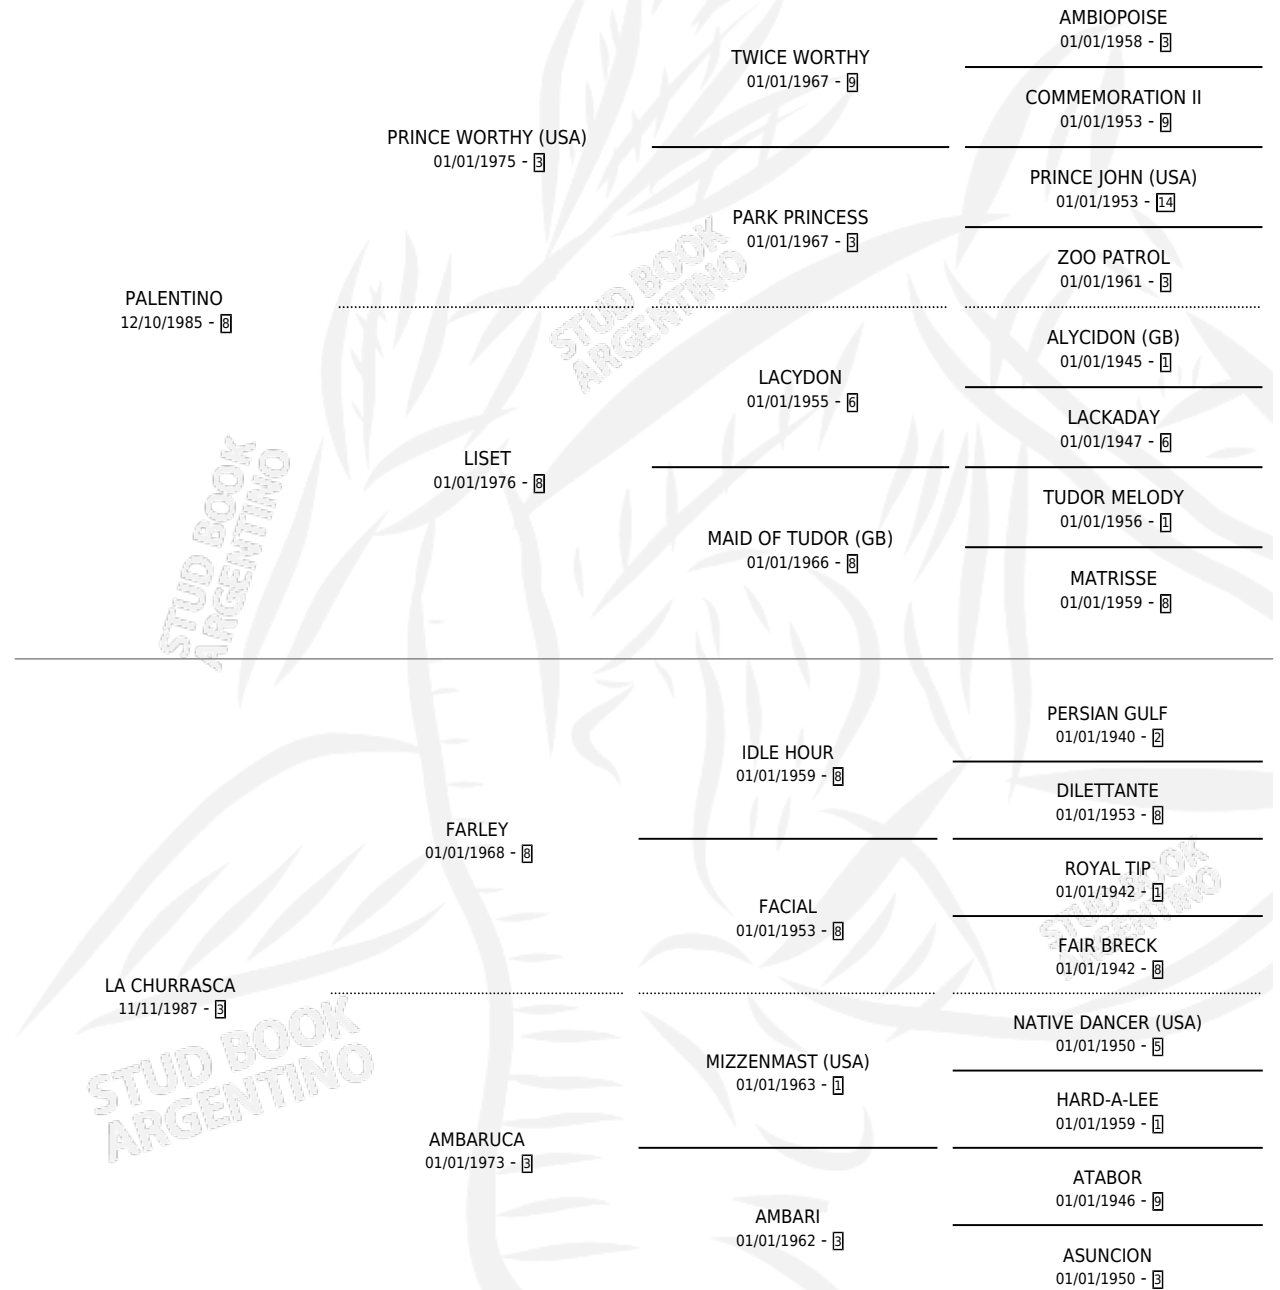 AMBIOPOISE
01/01/1958 - 3
TWICE WORTHY
01/01/1967 - 9
COMMEMORATION II
01/01/1953 - 9
PRINCE WORTHY (USA)
01/01/1975 - 3
PRINCE JOHN (USA)
01/01/1953 - 14
PARK PRINCESS
01/01/1967 - 3
ZOO PATROL
01/01/1961 - 3
PALENTINO
12/10/1985 - 8
ALYCIDON (GB)
01/01/1945 - 1
LACYDON
01/01/1955 - 6
LACKADAY
01/01/1947 - 6
LISET
01/01/1976 - 8
TUDOR MELODY
01/01/1956 - 1
MAID OF TUDOR (GB)
01/01/1966 - 8
MATRISSE
01/01/1959 - 8
STUD BOOK
ARGENTINO
STUD BOOK
ARGENTINO
PERSIAN GULF
01/01/1940 - 2
IDLE HOUR
01/01/1959 - 8
DILETTANTE
01/01/1953 - 8
FARLEY
01/01/1968 - 8
ROYAL TIP
01/01/1942 - 1
FACIAL
01/01/1953 - 8
FAIR BRECK
01/01/1942 - 8
LA CHURRASCA
11/11/1987 - 3
NATIVE DANCER (USA)
01/01/1950 - 5
MIZZENMAST (USA)
01/01/1963 - 1
HARD-A-LEE
01/01/1959 - 1
AMBARUCA
01/01/1973 - 3
ATABOR
01/01/1946 - 9
AMBARI
01/01/1962 - 3
ASUNCION
01/01/1950 - 3
STUD BOOK
ARGENTINO
STUD BOOK
ARGENTINO